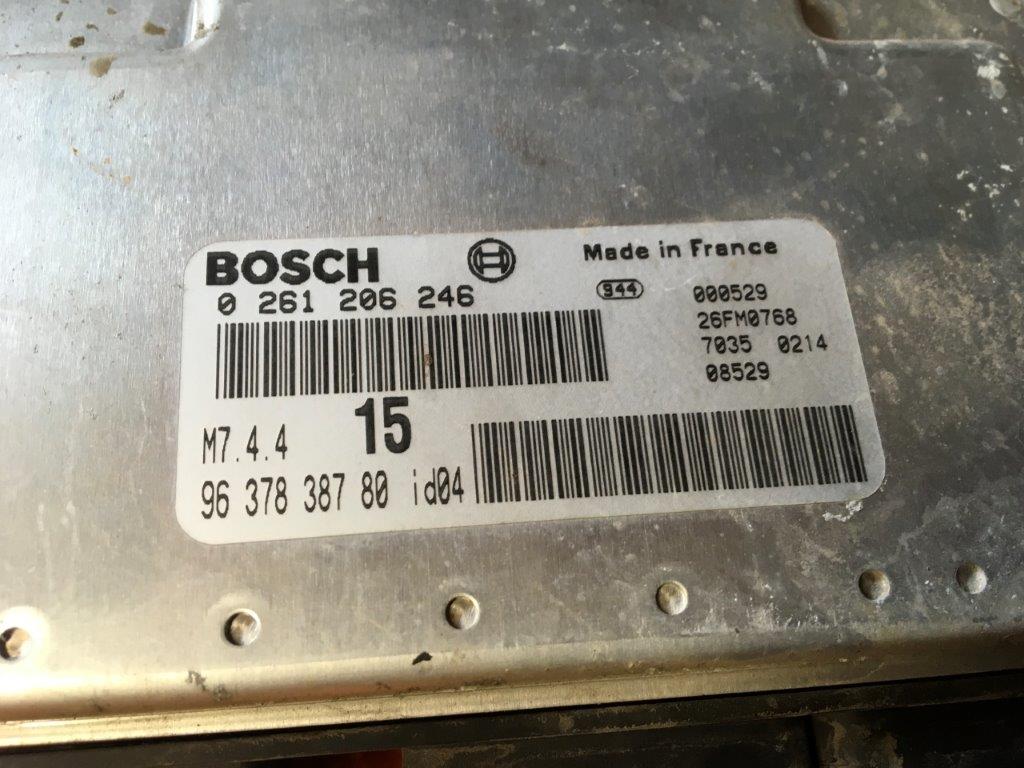 BOSCH
Made in France
0 261 206 246
944
000529
26FM0768
7035 0214
08529
15
M7.4.4
96 378 387 80 id04